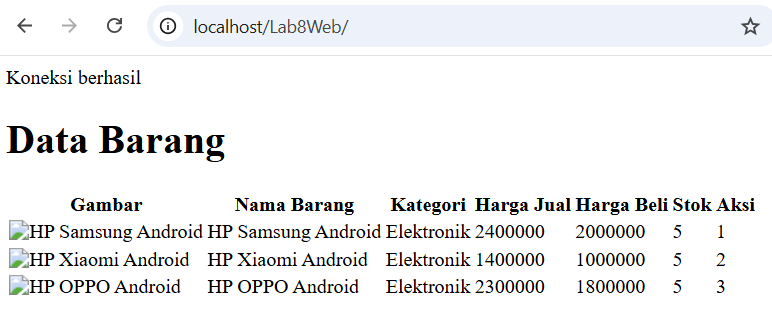 localhost/Lab8Web/
Koneksi berhasil
Data Barang
Gambar Nama Barang Kategori Harga Jual Harga Beli Stok Aksi
HP Samsung Android HP Samsung Android Elektronik 2400000 2000000 5 1
HP Xiaomi Android HP Xiaomi Android Elektronik 1400000 1000000 5 2
HP OPPO Android HP OPPO Android Elektronik 2300000 1800000 5 3